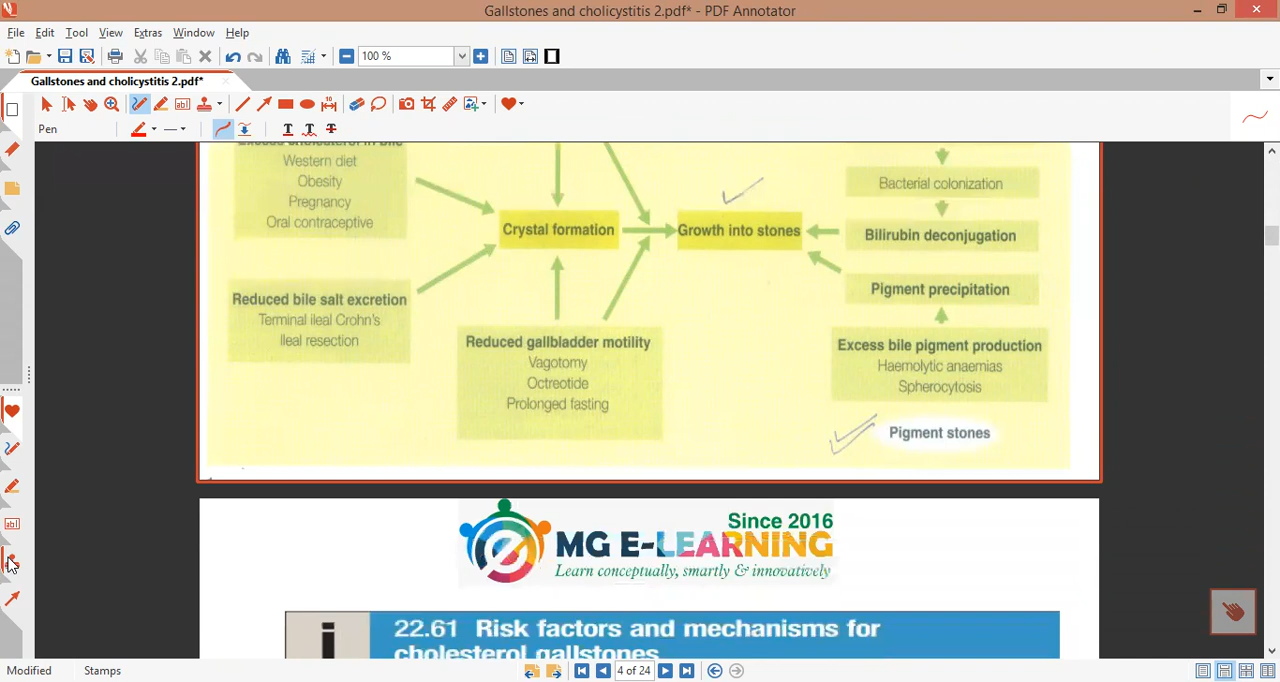 Gallstones and cholicystitis 2.pdf* - PDF Annotator
File Edit Tool View Extras Window Help
100 %
Gallstones and cholicystitis 2.pdf*
Pen
Western diet
Obesity
Pregnancy
Oral contraceptive
Bacterial colonization
Crystal formation
Growth into stones
Bilirubin deconjugation
Pigment precipitation
Reduced bile salt excretion
Terminal ileal Crohn's
Ileal resection
Reduced gallbladder motility
Vagotomy
Octreotide
Prolonged fasting
Excess bile pigment production
Haemolytic anaemias
Spherocytosis
Pigment stones
Since 2016
MG E-LEARNING
Learn conceptually, smartly & innovatively
i 22.61 Risk factors and mechanisms for
cholesterol gallstones
Modified Stamps 4 of 24